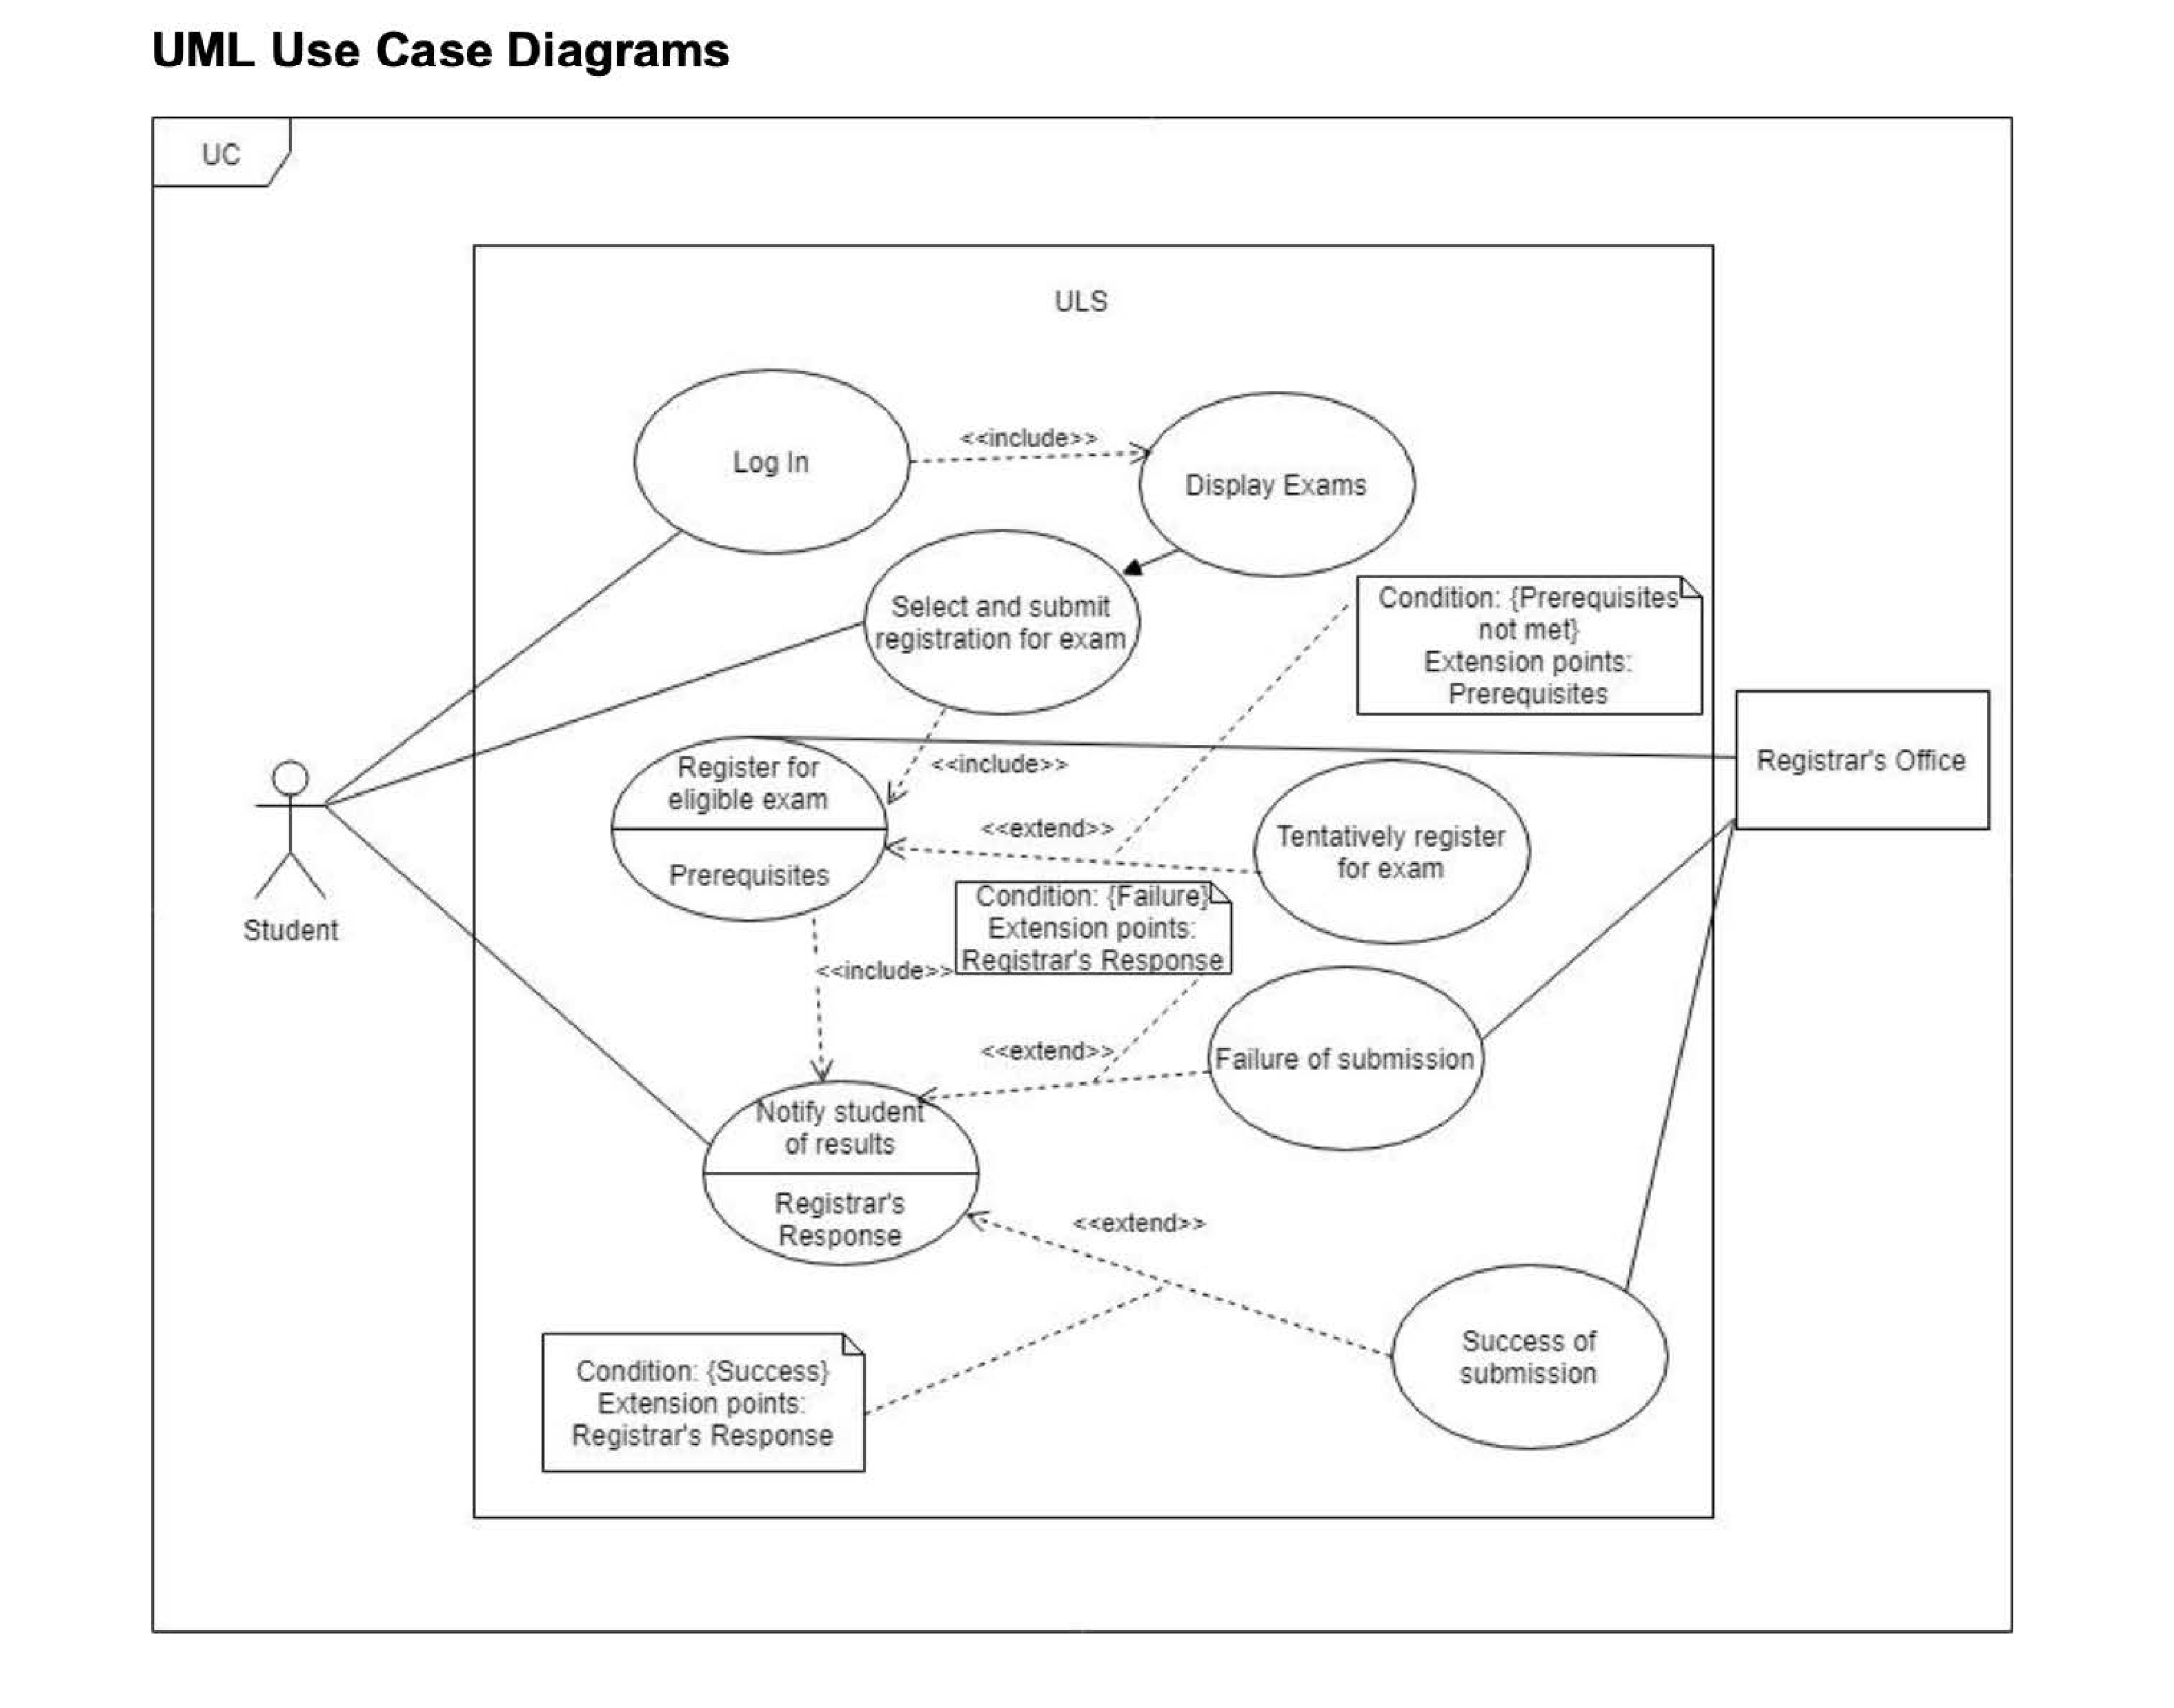 UML Use Case Diagrams
UC
ULS
Log In
<<include>>
Display Exams
Select and submit
registration for exam
Condition: {Prerequisites
not met}
Extension points:
Prerequisites
Registrar's Office
Register for
eligible exam
<<include>>
Prerequisites
<<extend>>
Tentatively register
for exam
Student
Condition: {Failure}
Extension points:
Registrar's Response
<<include>>
<<extend>>
Failure of submission
Notify student
of results
Registrar's
Response
<<extend>>
Success of
submission
Condition: {Success}
Extension points:
Registrar's Response